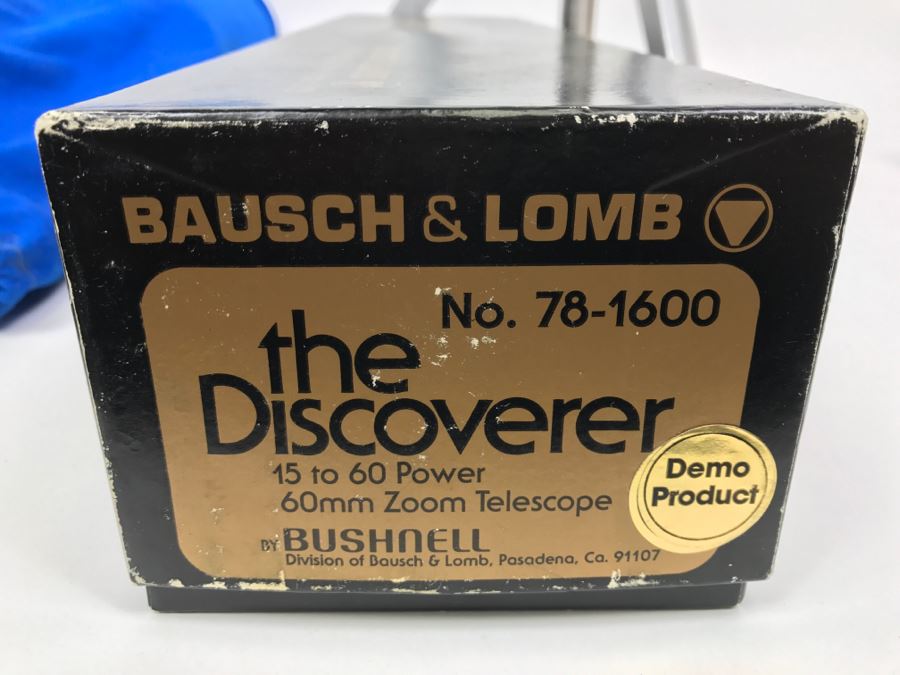 BAUSCH & LOMB
No. 78-1600
the
Discoverer
15 to 60 Power
60mm Zoom Telescope
Demo
Product
BY BUSHNELL
Division of Bausch & Lomb, Pasadena, Ca. 91107